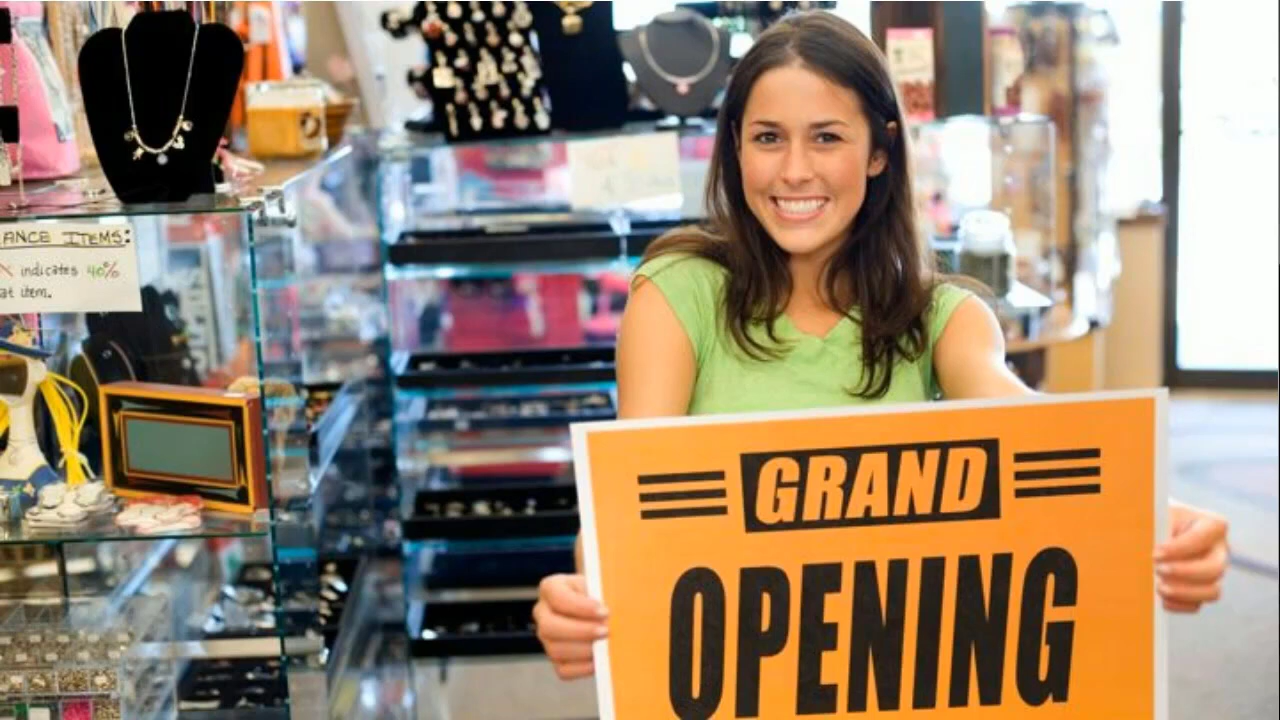 ANCE ITEMS:
X indicates 40%
at item.
GRAND
OPENING